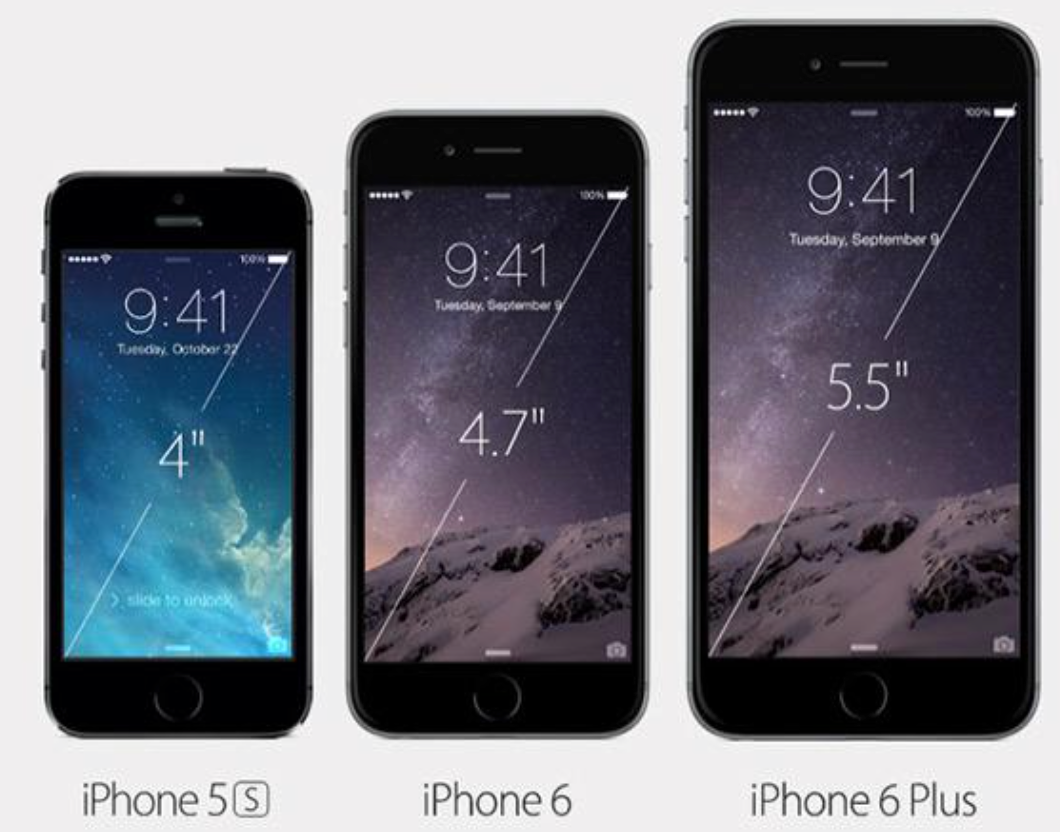 100%
9:41
Tuesday, October 22
4"
slide to unlock
iPhone 5S
100%
9:41
Tuesday, September 9
4.7"
iPhone 6
100%
9:41
Tuesday, September 9
5.5"
iPhone 6 Plus